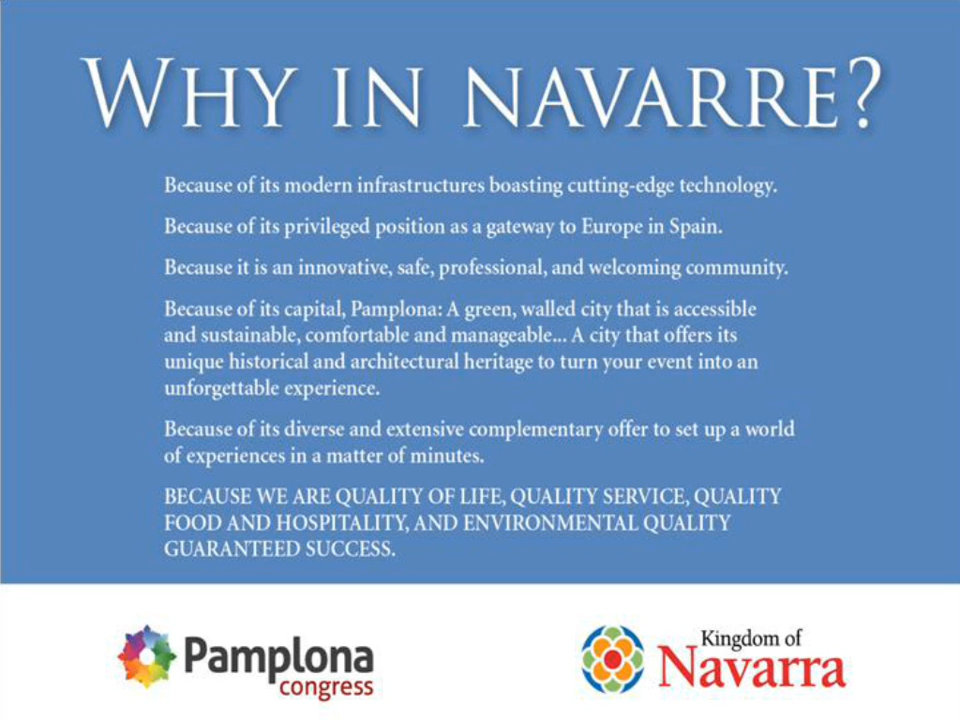 WHY IN NAVARRE?
Because of its modern infrastructures boasting cutting-edge technology.
Because of its privileged position as a gateway to Europe in Spain.
Because it is an innovative, safe, professional, and welcoming community.
Because of its capital, Pamplona: A green, walled city that is accessible
and sustainable, comfortable and manageable... A city that offers its
unique historical and architectural heritage to turn your event into an
unforgettable experience.
Because of its diverse and extensive complementary offer to set up a world
of experiences in a matter of minutes.
BECAUSE WE ARE QUALITY OF LIFE, QUALITY SERVICE, QUALITY
FOOD AND HOSPITALITY, AND ENVIRONMENTAL QUALITY
GUARANTEED SUCCESS.
Pamplona
congress
Kingdom of
Navarra